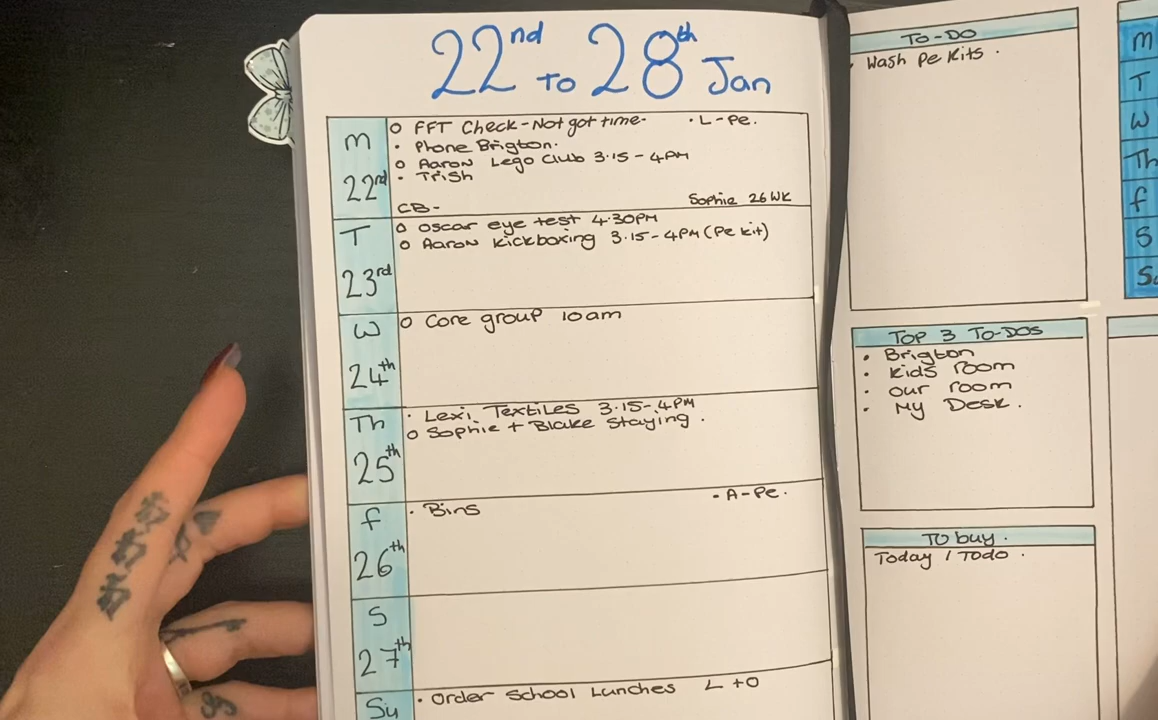 22nd to 28th Jan
M
22nd
FFT Check - Not got time. · L - Pe.
· Phone Brigton.
Aaron Lego Club 3.15 - 4PM
· Trish
CB - Sophie 26 WK
T
23rd
Oscar eye test 4.30PM
Aaron Kickboxing 3.15 - 4PM (Pe kit)
W
24th
Core group 10am
Th
25th
· Lexi Textiles 3.15 - 4PM
Sophie + Blake Staying .
F
26th
· Bins · A - Pe.
S
27th
Su
· Order School Lunches L + O
To-Do
· Wash Pe Kits .
Top 3 To-Dos
· Brigton
· Kids room
· our room
· My Desk .
To buy .
Today / Todo .
M
T
W
Th
f
S